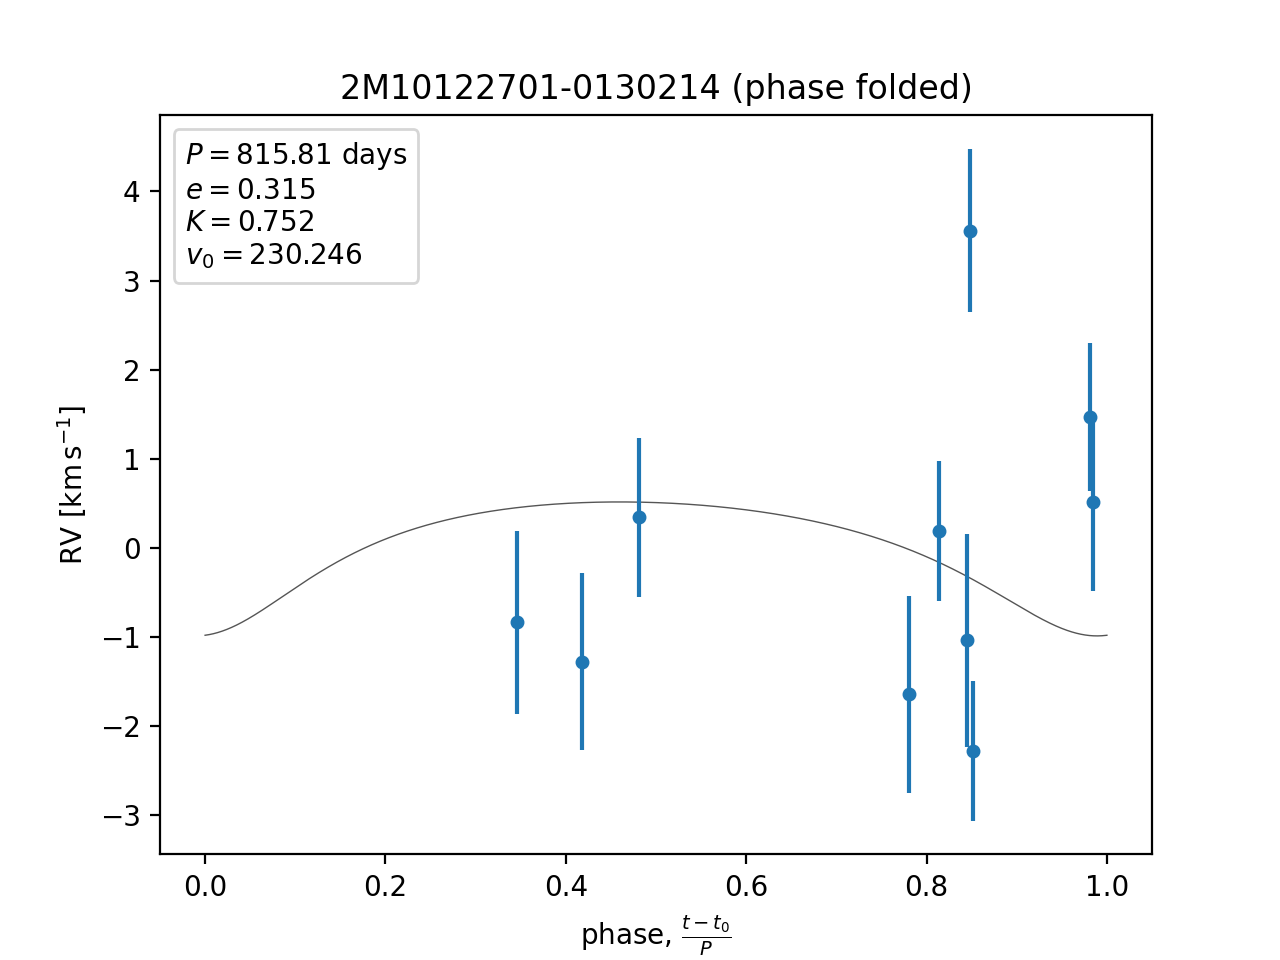 2M10122701-0130214 (phase folded)
P = 815.81 days
e = 0.315
K = 0.752
v₀ = 230.246
4
3
2
1
0
−1
−2
−3
RV [km s⁻¹]
0.0 0.2 0.4 0.6 0.8 1.0
phase, (t − t₀)/P